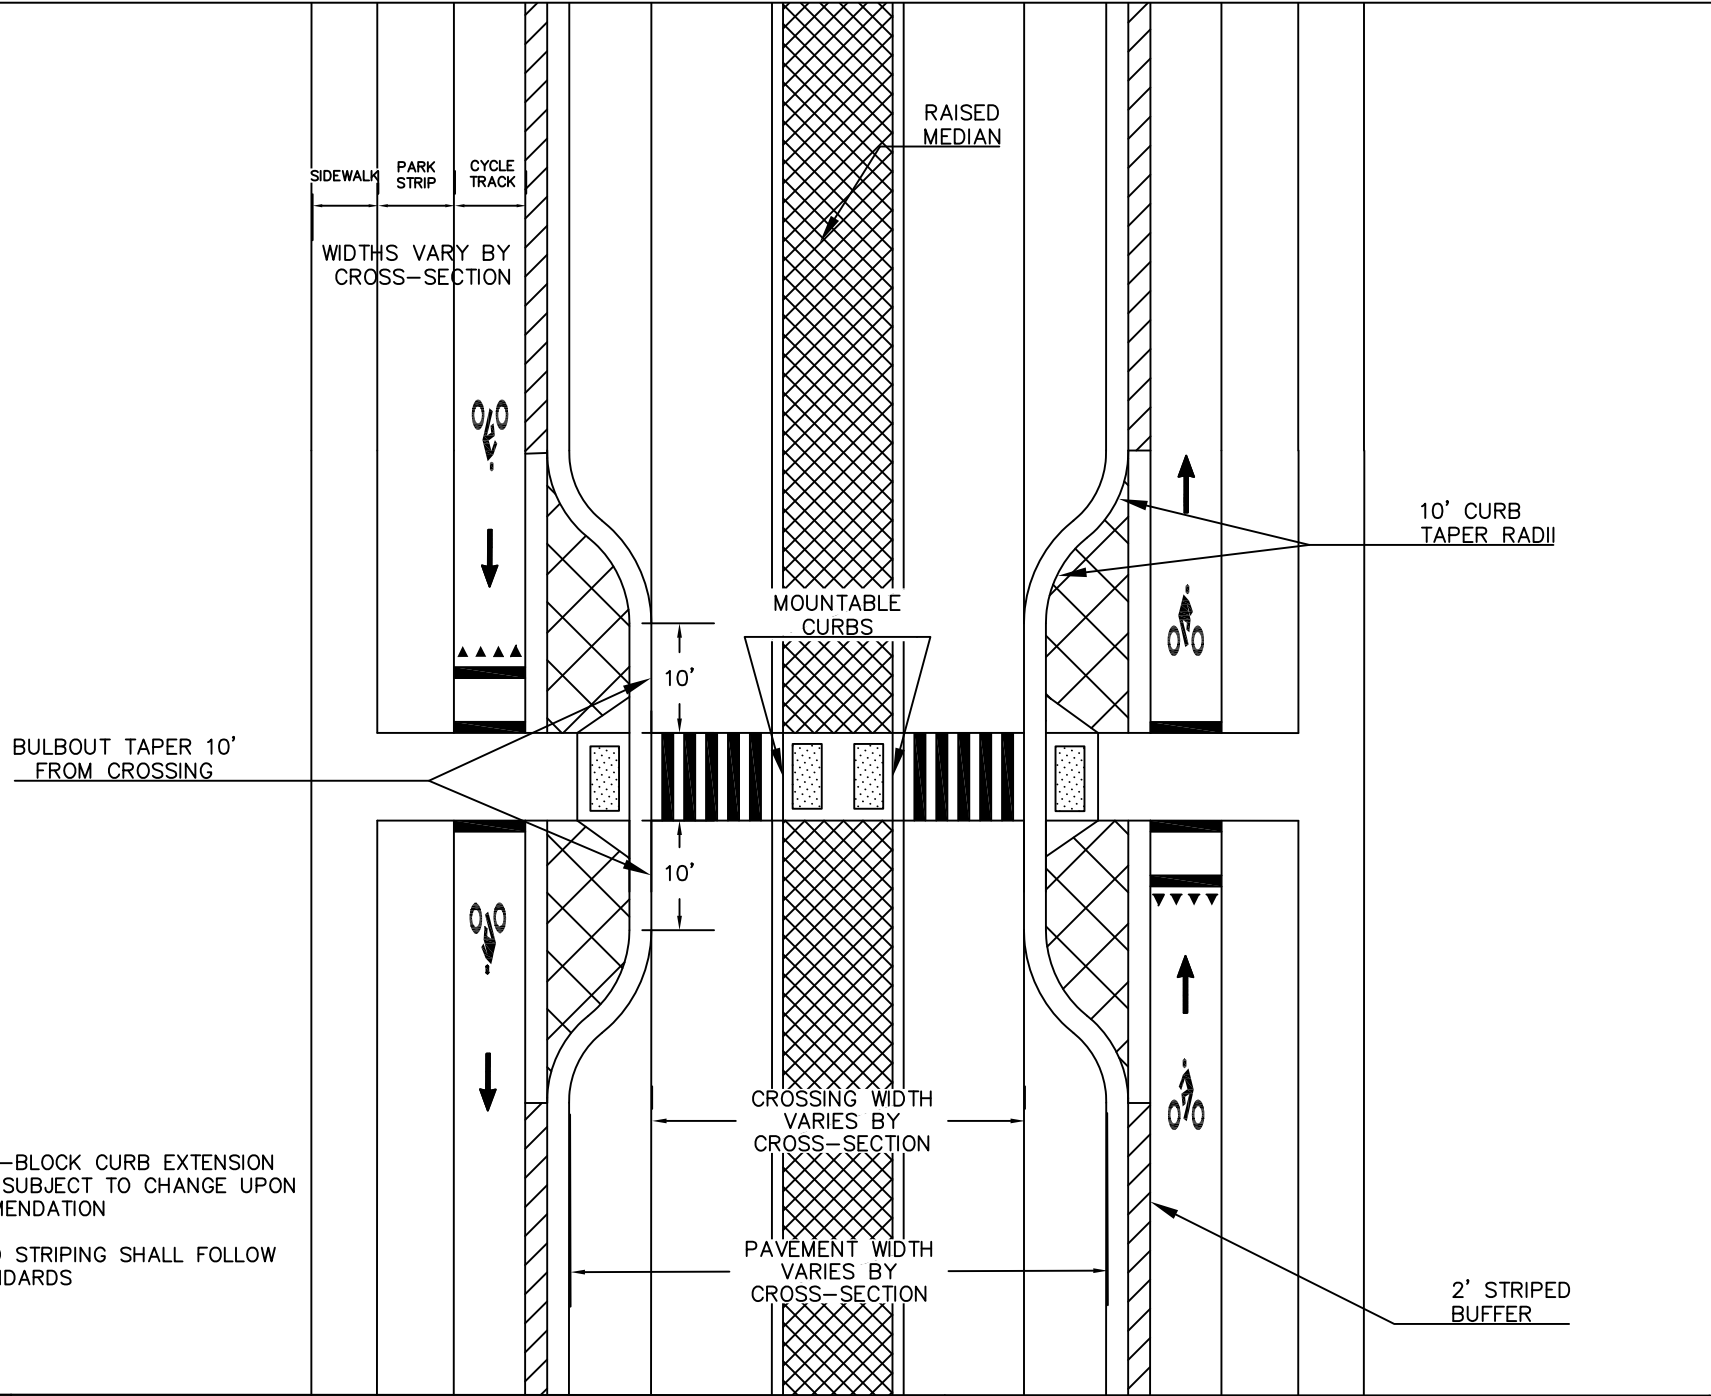 RAISED
MEDIAN
SIDEWALK
PARK
STRIP
CYCLE
TRACK
WIDTHS VARY BY
CROSS-SECTION
10' CURB
TAPER RADII
MOUNTABLE
CURBS
10'
BULBOUT TAPER 10'
FROM CROSSING
10'
CROSSING WIDTH
VARIES BY
CROSS-SECTION
-BLOCK CURB EXTENSION
SUBJECT TO CHANGE UPON
STRIPING SHALL FOLLOW
PAVEMENT WIDTH
VARIES BY
CROSS-SECTION
2' STRIPED
BUFFER